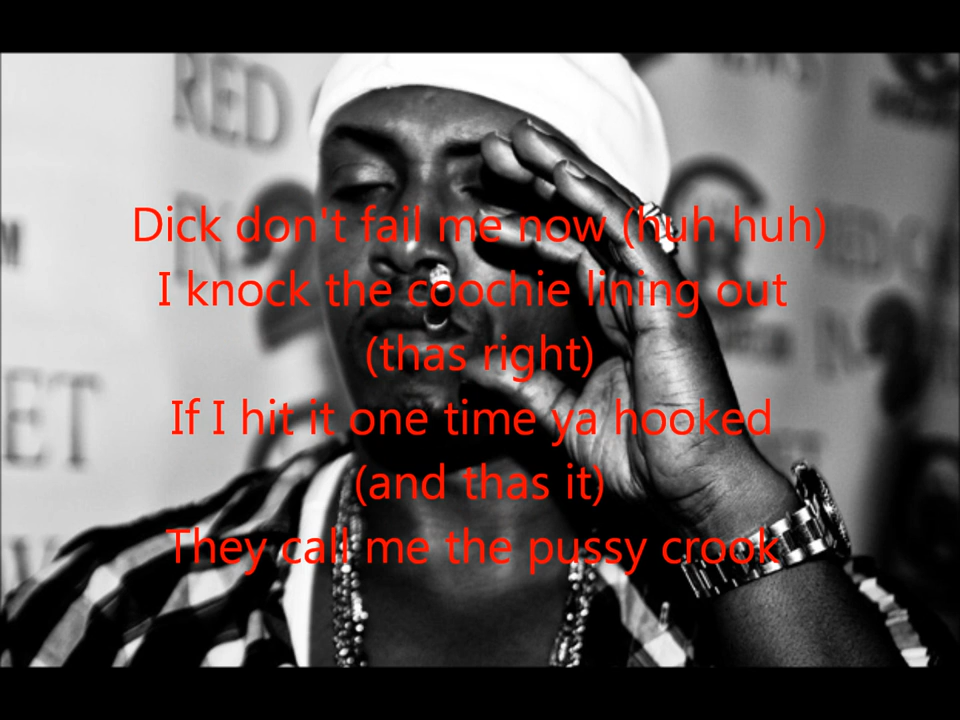 RED
Dick don't fail me now (huh huh)
I knock the coochie lining out
(thas right)
If I hit it one time ya hooked
ET
(and thas it)
They call me the pussy crook